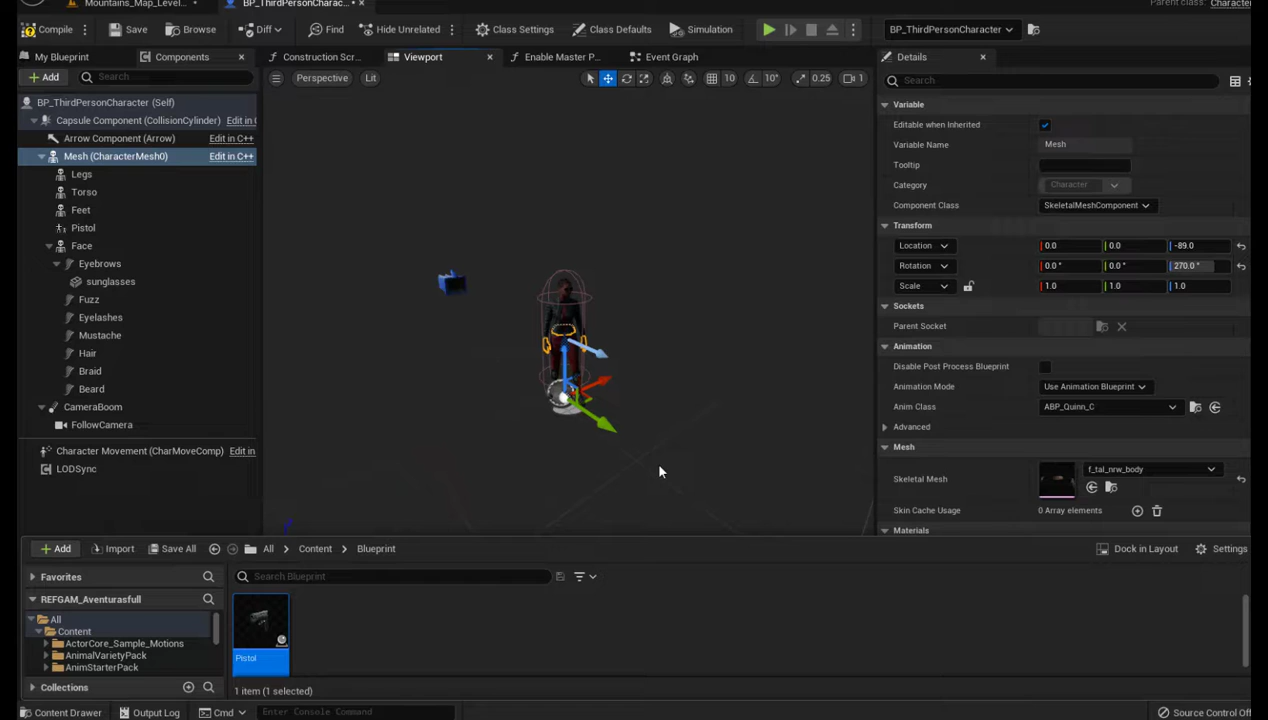 Mountains_Map_Level...
BP_ThirdPersonCharac...
Parent class: Character
Compile Save Browse Diff Find Hide Unrelated Class Settings Class Defaults Simulation BP_ThirdPersonCharacter
My Blueprint Components Construction Scr... Viewport Enable Master P... Event Graph Details
Add Search
Perspective Lit 10 10° 0.25 1
Search
BP_ThirdPersonCharacter (Self)
Capsule Component (CollisionCylinder) Edit in C
Arrow Component (Arrow) Edit in C++
Mesh (CharacterMesh0) Edit in C++
Legs
Torso
Feet
Pistol
Face
Eyebrows
sunglasses
Fuzz
Eyelashes
Mustache
Hair
Braid
Beard
CameraBoom
FollowCamera
Character Movement (CharMoveComp) Edit in
LODSync
Variable
Editable when Inherited
Variable Name Mesh
Tooltip
Category Character
Component Class SkeletalMeshComponent
Transform
Location 0.0 0.0 -89.0
Rotation 0.0° 0.0° 270.0°
Scale 1.0 1.0 1.0
Sockets
Parent Socket
Animation
Disable Post Process Blueprint
Animation Mode Use Animation Blueprint
Anim Class ABP_Quinn_C
Advanced
Mesh
Skeletal Mesh f_tal_nrw_body
Skin Cache Usage 0 Array elements
Materials
Add Import Save All All Content Blueprint Dock in Layout Settings
Favorites Search Blueprint
REFGAM_Aventurasfull
All
Content
ActorCore_Sample_Motions
AnimalVarietyPack
AnimStarterPack
Pistol
Collections 1 item (1 selected)
Content Drawer Output Log Cmd Enter Console Command Source Control Off